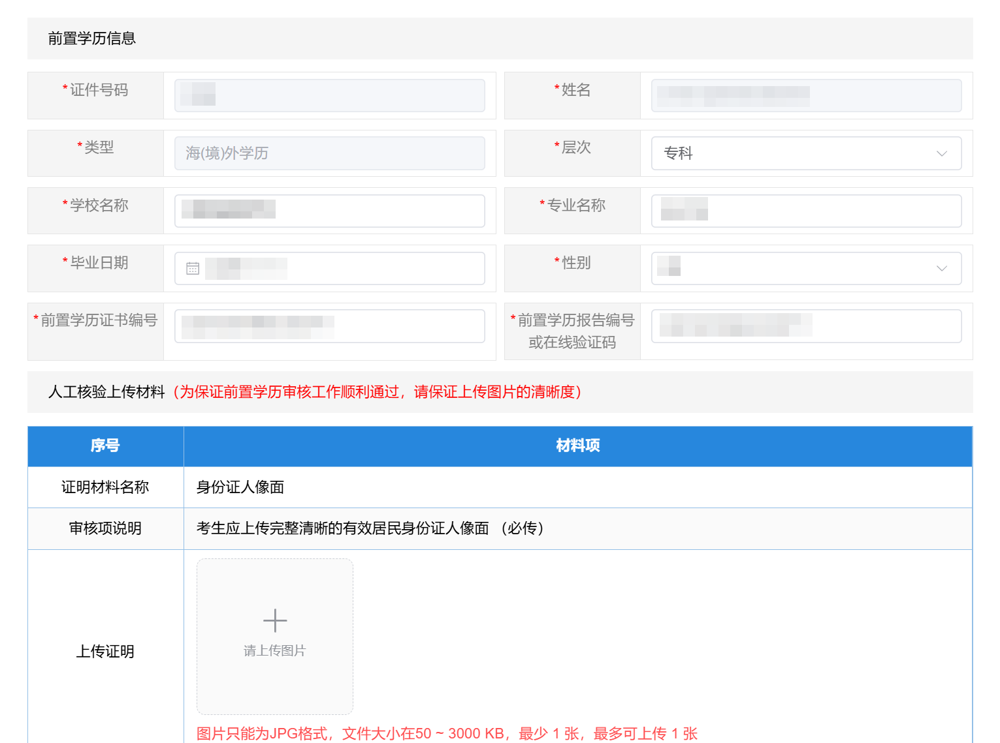 前置学历信息
*证件号码
*姓名
*类型 海(境)外学历
*层次 专科
*学校名称
*专业名称
*毕业日期
*性别
*前置学历证书编号
*前置学历报告编号
或在线验证码
人工核验上传材料（为保证前置学历审核工作顺利通过，请保证上传图片的清晰度）
序号 材料项
证明材料名称 身份证人像面
审核项说明 考生应上传完整清晰的有效居民身份证人像面 （必传）
上传证明
请上传图片
图片只能为JPG格式，文件大小在50 ~ 3000 KB，最少 1 张，最多可上传 1 张